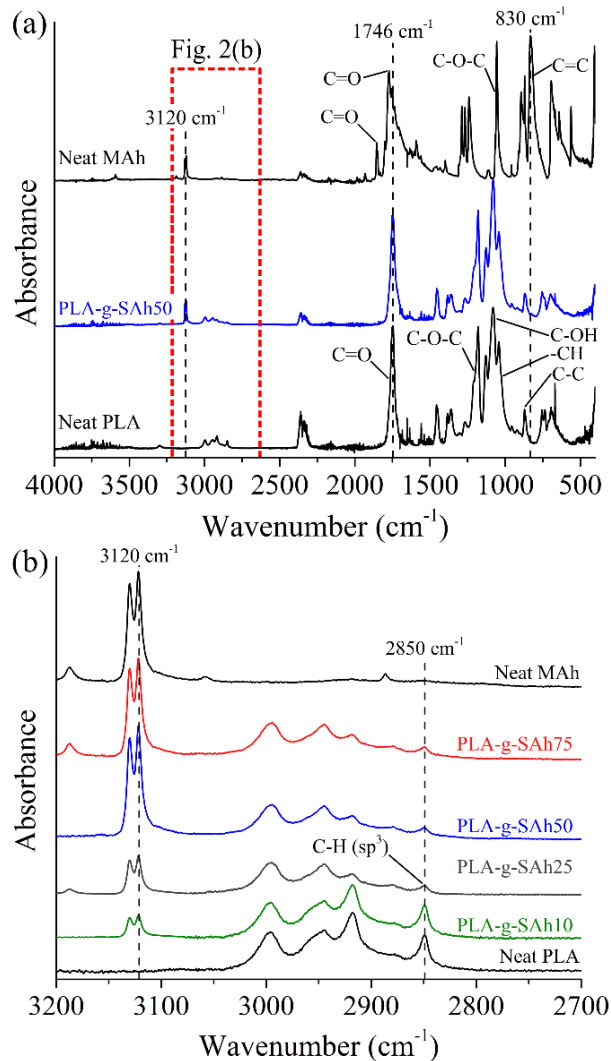 (a)
Fig. 2(b)
1746 cm⁻¹
830 cm⁻¹
C=O
C-O-C
C=C
3120 cm⁻¹
C=O
Neat MAh
PLA-g-SAh50
C=O
C-O-C
C-OH
-CH
C-C
Neat PLA
Absorbance
4000 3500 3000 2500 2000 1500 1000 500
Wavenumber (cm⁻¹)
(b)
3120 cm⁻¹
2850 cm⁻¹
Neat MAh
PLA-g-SAh75
PLA-g-SAh50
C-H (sp³)
PLA-g-SAh25
PLA-g-SAh10
Neat PLA
Absorbance
3200 3100 3000 2900 2800 2700
Wavenumber (cm⁻¹)